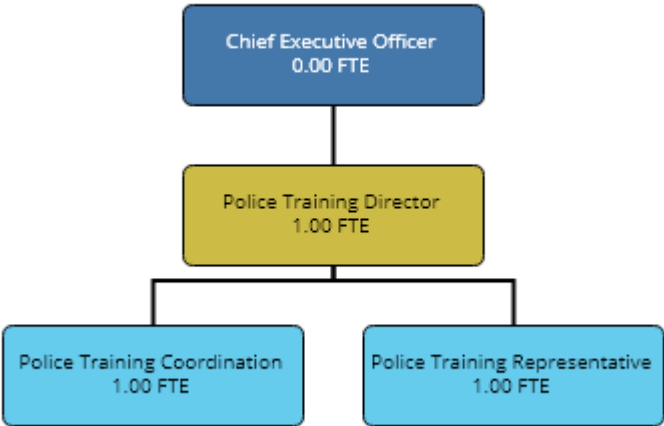 Chief Executive Officer
0.00 FTE
Police Training Director
1.00 FTE
Police Training Coordination
1.00 FTE
Police Training Representative
1.00 FTE